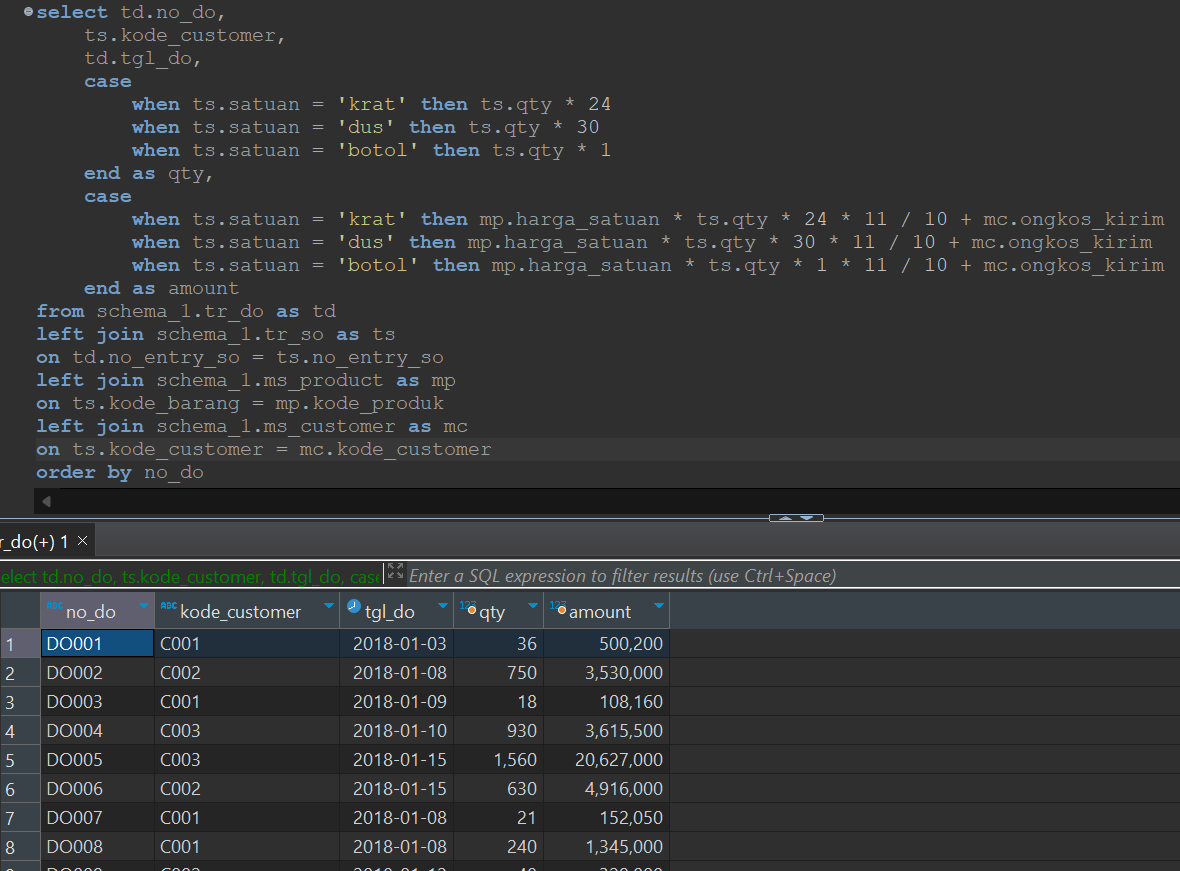 select td.no_do,
ts.kode_customer,
td.tgl_do,
case
when ts.satuan = 'krat' then ts.qty * 24
when ts.satuan = 'dus' then ts.qty * 30
when ts.satuan = 'botol' then ts.qty * 1
end as qty,
case
when ts.satuan = 'krat' then mp.harga_satuan * ts.qty * 24 * 11 / 10 + mc.ongkos_kirim
when ts.satuan = 'dus' then mp.harga_satuan * ts.qty * 30 * 11 / 10 + mc.ongkos_kirim
when ts.satuan = 'botol' then mp.harga_satuan * ts.qty * 1 * 11 / 10 + mc.ongkos_kirim
end as amount
from schema_1.tr_do as td
left join schema_1.tr_so as ts
on td.no_entry_so = ts.no_entry_so
left join schema_1.ms_product as mp
on ts.kode_barang = mp.kode_produk
left join schema_1.ms_customer as mc
on ts.kode_customer = mc.kode_customer
order by no_do
r_do(+) 1
elect td.no_do, ts.kode_customer, td.tgl_do, case Enter a SQL expression to filter results (use Ctrl+Space)
ABC no_do ABC kode_customer tgl_do 123 qty 123 amount
1 DO001 C001 2018-01-03 36 500,200
2 DO002 C002 2018-01-08 750 3,530,000
3 DO003 C001 2018-01-09 18 108,160
4 DO004 C003 2018-01-10 930 3,615,500
5 DO005 C003 2018-01-15 1,560 20,627,000
6 DO006 C002 2018-01-15 630 4,916,000
7 DO007 C001 2018-01-08 21 152,050
8 DO008 C001 2018-01-08 240 1,345,000